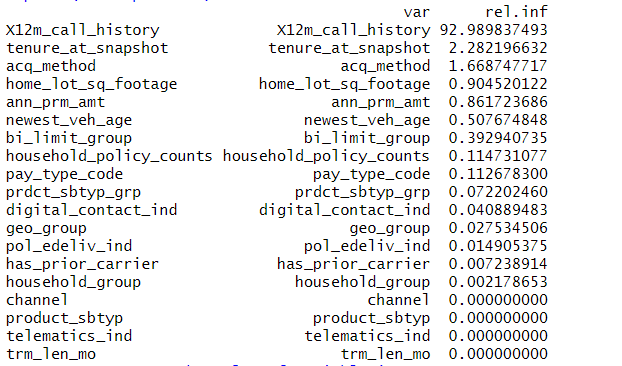 var rel.inf
X12m_call_history X12m_call_history 92.989837493
tenure_at_snapshot tenure_at_snapshot 2.282196632
acq_method acq_method 1.668747717
home_lot_sq_footage home_lot_sq_footage 0.904520122
ann_prm_amt ann_prm_amt 0.861723686
newest_veh_age newest_veh_age 0.507674848
bi_limit_group bi_limit_group 0.392940735
household_policy_counts household_policy_counts 0.114731077
pay_type_code pay_type_code 0.112678300
prdct_sbtyp_grp prdct_sbtyp_grp 0.072202460
digital_contact_ind digital_contact_ind 0.040889483
geo_group geo_group 0.027534506
pol_edeliv_ind pol_edeliv_ind 0.014905375
has_prior_carrier has_prior_carrier 0.007238914
household_group household_group 0.002178653
channel channel 0.000000000
product_sbtyp product_sbtyp 0.000000000
telematics_ind telematics_ind 0.000000000
trm_len_mo trm_len_mo 0.000000000